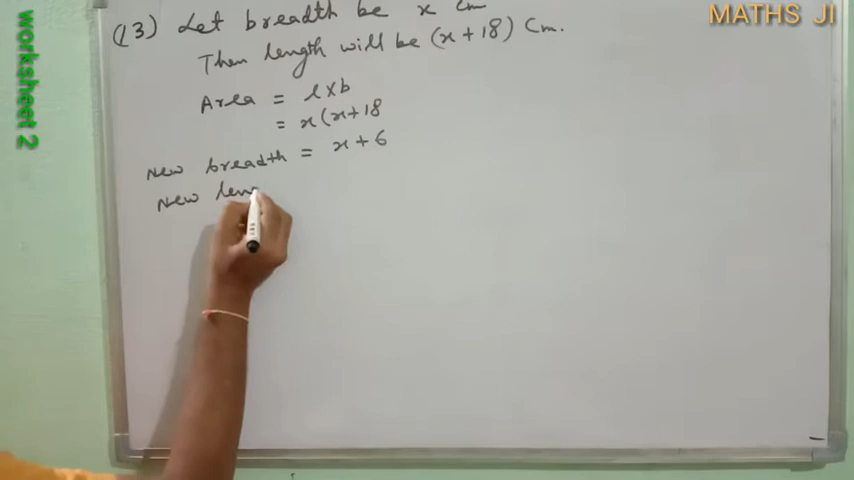 MATHS JI
worksheet 2
(13) Let breadth be x cm
Then length will be (x+18) Cm.
Area = l×b
= x(x+18
New breadth = x+6
New len